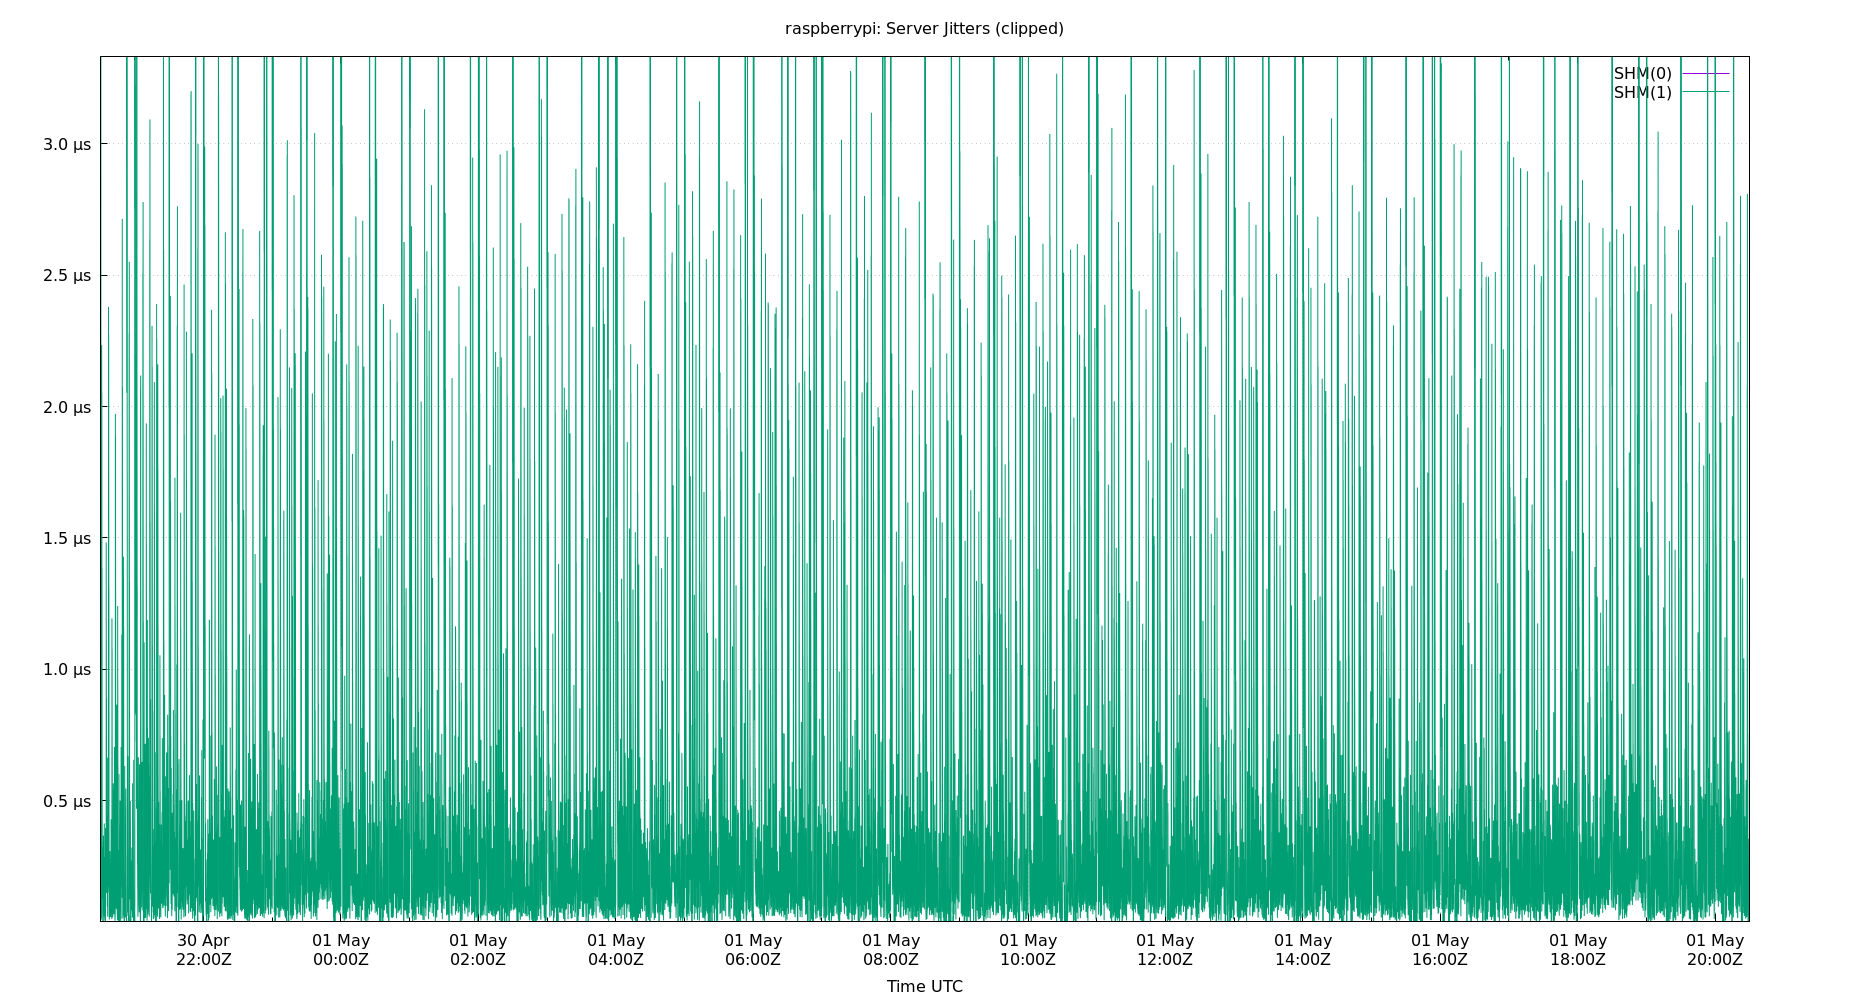 raspberrypi: Server Jitters (clipped)
SHM(0)
SHM(1)
3.0 µs
2.5 µs
2.0 µs
1.5 µs
1.0 µs
0.5 µs
30 Apr 01 May 01 May 01 May 01 May 01 May 01 May 01 May 01 May 01 May 01 May 01 May
22:00Z 00:00Z 02:00Z 04:00Z 06:00Z 08:00Z 10:00Z 12:00Z 14:00Z 16:00Z 18:00Z 20:00Z
Time UTC